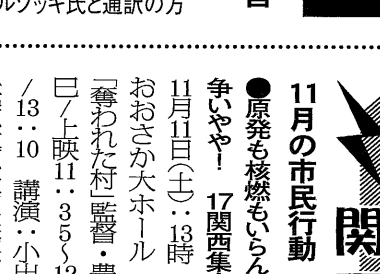 ルソッキ氏と通訳の方
関
11月の市民行動
●原発も核燃もいらん
争いやや! 17関西集
11月11日(土):13時
おおさか大ホール
「奪われた村」監督・豊
巳/上映11:35〜12
/13:10 講演:小出